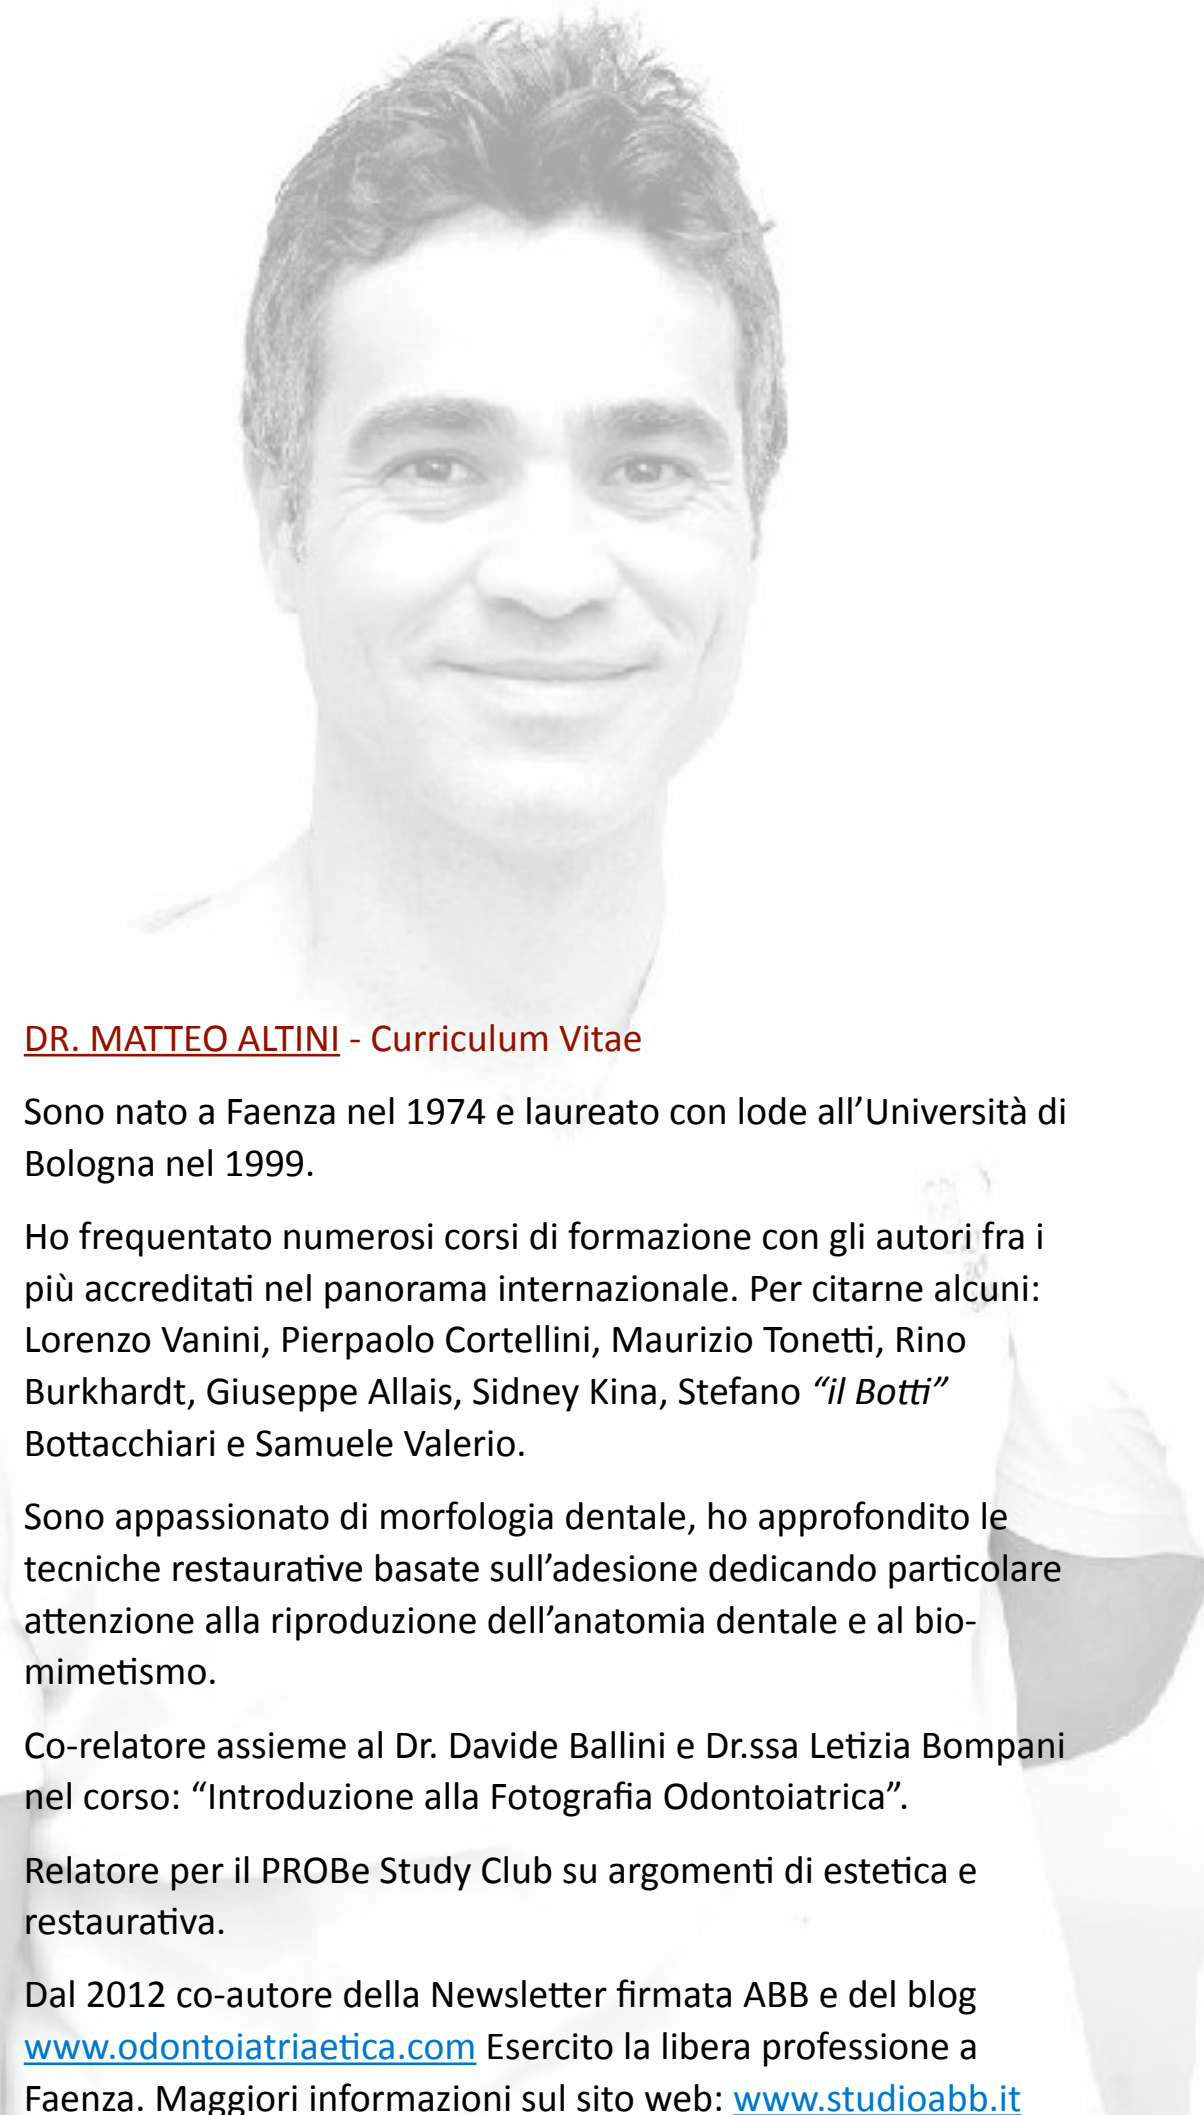 DR. MATTEO ALTINI - Curriculum Vitae
Sono nato a Faenza nel 1974 e laureato con lode all’Università di
Bologna nel 1999.
Ho frequentato numerosi corsi di formazione con gli autori fra i
più accreditati nel panorama internazionale. Per citarne alcuni:
Lorenzo Vanini, Pierpaolo Cortellini, Maurizio Tonetti, Rino
Burkhardt, Giuseppe Allais, Sidney Kina, Stefano “il Botti”
Bottacchiari e Samuele Valerio.
Sono appassionato di morfologia dentale, ho approfondito le
tecniche restaurative basate sull’adesione dedicando particolare
attenzione alla riproduzione dell’anatomia dentale e al bio-
mimetismo.
Co-relatore assieme al Dr. Davide Ballini e Dr.ssa Letizia Bompani
nel corso: “Introduzione alla Fotografia Odontoiatrica”.
Relatore per il PROBe Study Club su argomenti di estetica e
restaurativa.
Dal 2012 co-autore della Newsletter firmata ABB e del blog
www.odontoiatriaetica.com Esercito la libera professione a
Faenza. Maggiori informazioni sul sito web: www.studioabb.it